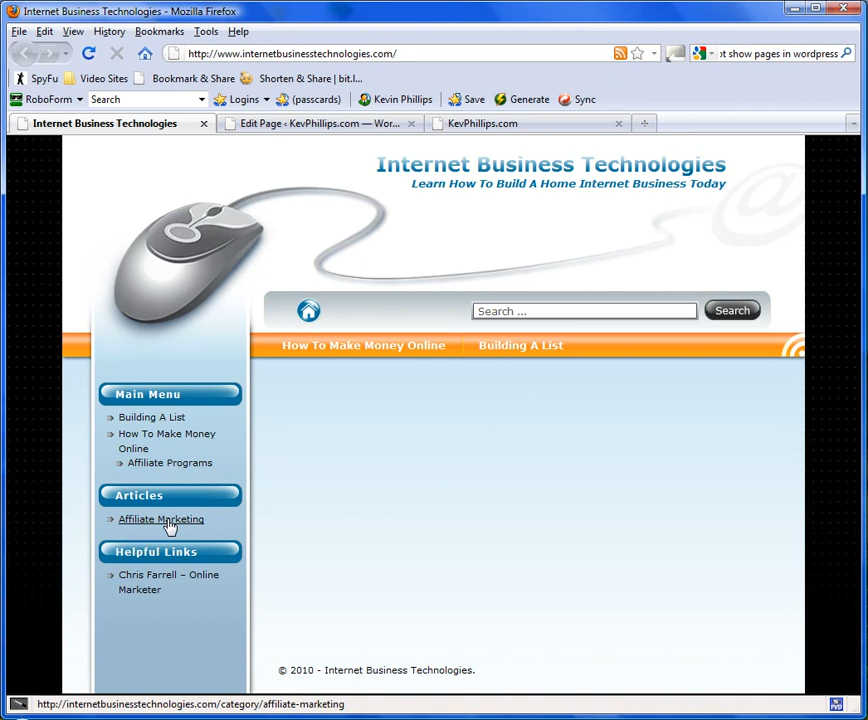 Internet Business Technologies - Mozilla Firefox
File Edit View History Bookmarks Tools Help
http://www.internetbusinesstechnologies.com/
t show pages in wordpress
SpyFu Video Sites Bookmark & Share Shorten & Share | bit.l...
RoboForm Search Logins (passcards) Kevin Phillips Save Generate Sync
Internet Business Technologies Edit Page ‹ KevPhillips.com — Wor... KevPhillips.com
Internet Business Technologies
Learn How To Build A Home Internet Business Today
Search ... Search
How To Make Money Online Building A List
Main Menu
Building A List
How To Make Money
Online
Affiliate Programs
Articles
Affiliate Marketing
Helpful Links
Chris Farrell – Online
Marketer
© 2010 - Internet Business Technologies.
http://internetbusinesstechnologies.com/category/affiliate-marketing